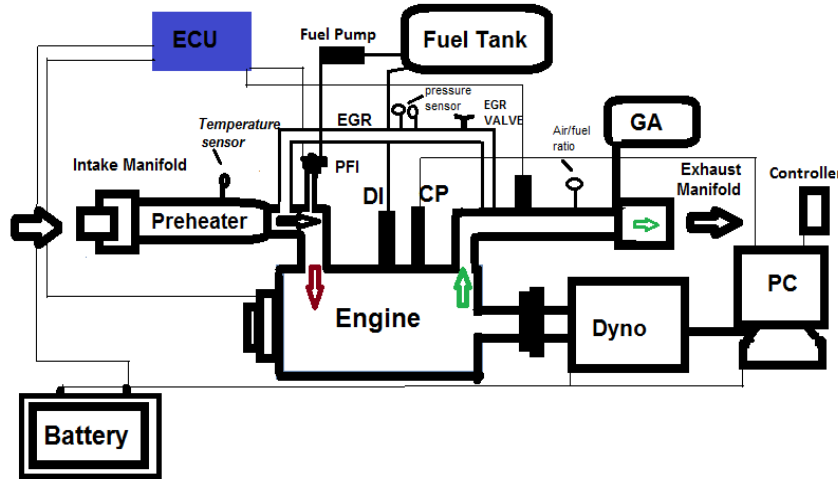 ECU
Fuel Pump
Fuel Tank
pressure
sensor
EGR
VALVE
EGR
Temperature
sensor
Air/fuel
ratio
GA
Intake Manifold
PFI
DI
CP
Exhaust
Manifold
Controller
Preheater
PC
Engine
Dyno
Battery